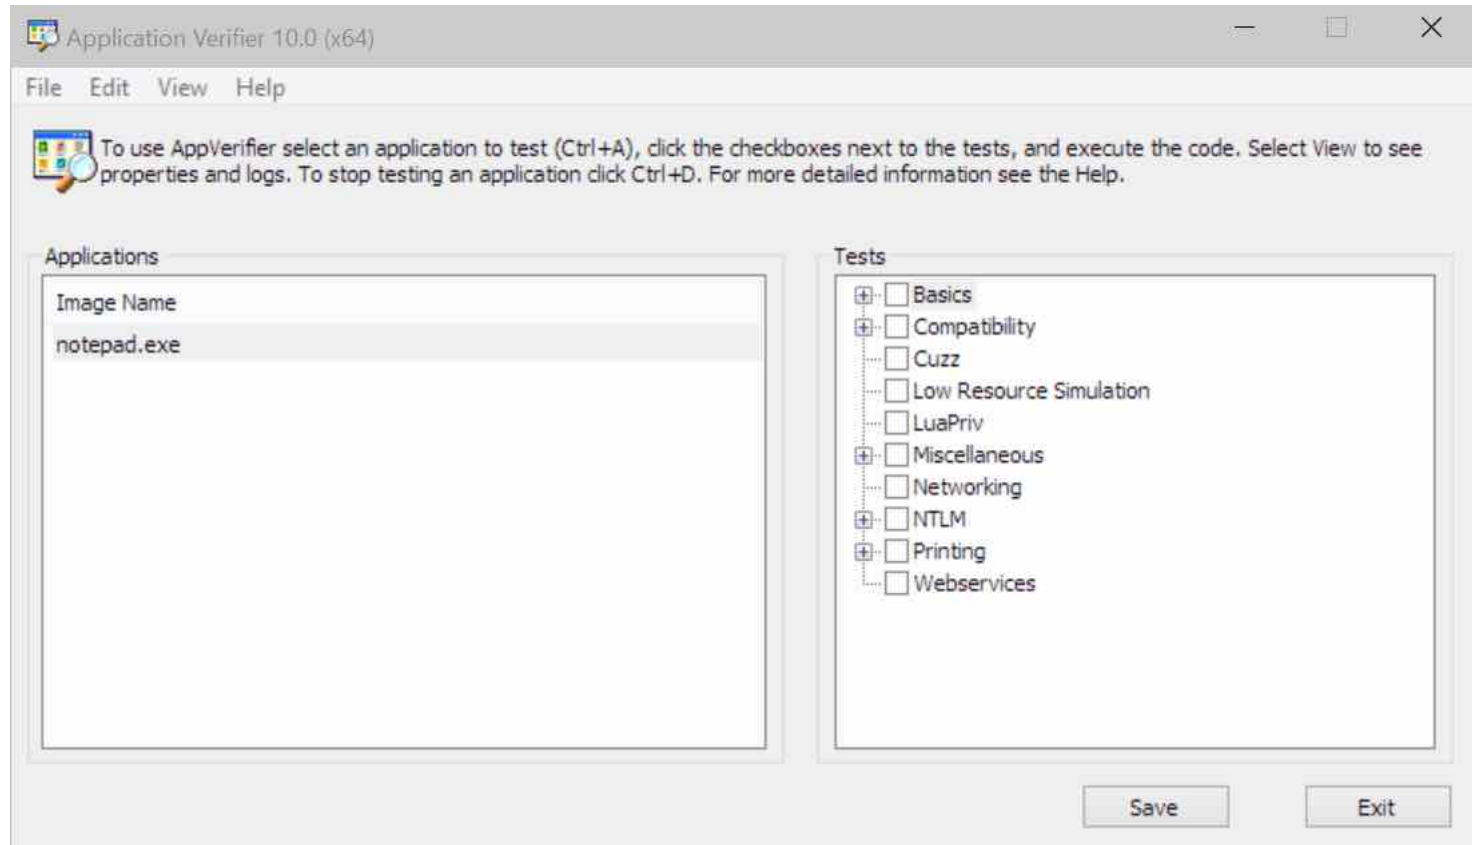 Application Verifier 10.0 (x64)
File Edit View Help
To use AppVerifier select an application to test (Ctrl+A), click the checkboxes next to the tests, and execute the code. Select View to see
properties and logs. To stop testing an application click Ctrl+D. For more detailed information see the Help.
Applications
Image Name
notepad.exe
Tests
Basics
Compatibility
Cuzz
Low Resource Simulation
LuaPriv
Miscellaneous
Networking
NTLM
Printing
Webservices
Save Exit